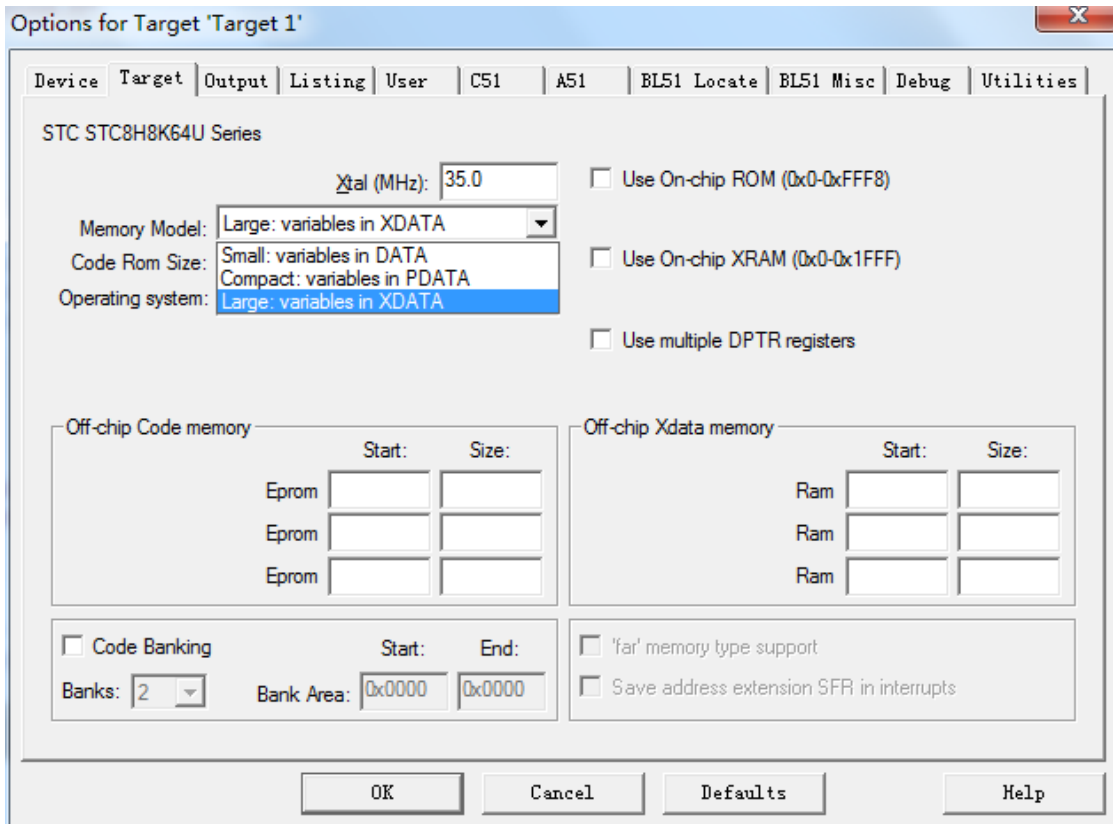 Options for Target 'Target 1'
X
Device Target Output Listing User C51 A51 BL51 Locate BL51 Misc Debug Utilities
STC STC8H8K64U Series
Xtal (MHz): 35.0
Use On-chip ROM (0x0-0xFFF8)
Memory Model: Large: variables in XDATA
Small: variables in DATA
Code Rom Size:
Use On-chip XRAM (0x0-0x1FFF)
Compact: variables in PDATA
Operating system: Large: variables in XDATA
Use multiple DPTR registers
Off-chip Code memory
Start: Size:
Eprom
Eprom
Eprom
Off-chip Xdata memory
Start: Size:
Ram
Ram
Ram
Code Banking Start: End:
Banks: 2 Bank Area: 0x0000 0x0000
'far' memory type support
Save address extension SFR in interrupts
OK Cancel Defaults Help